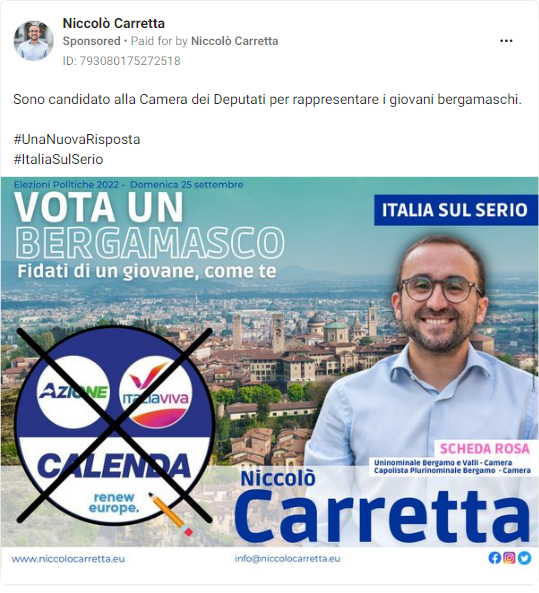 Niccolò Carretta
Sponsored • Paid for by Niccolò Carretta
ID: 793080175272518
Sono candidato alla Camera dei Deputati per rappresentare i giovani bergamaschi.
#UnaNuovaRisposta
#ItaliaSulSerio
Elezioni Politiche 2022 - Domenica 25 settembre
VOTA UN
BERGAMASCO
Fidati di un giovane, come te
ITALIA SUL SERIO
AZIONE
ITALIAVIVA
CALENDA
renew
europe.
SCHEDA ROSA
Uninominale Bergamo e Valli - Camera
Capolista Plurinominale Bergamo - Camera
Niccolò
Carretta
www.niccolocarretta.eu
info@niccolocarretta.eu